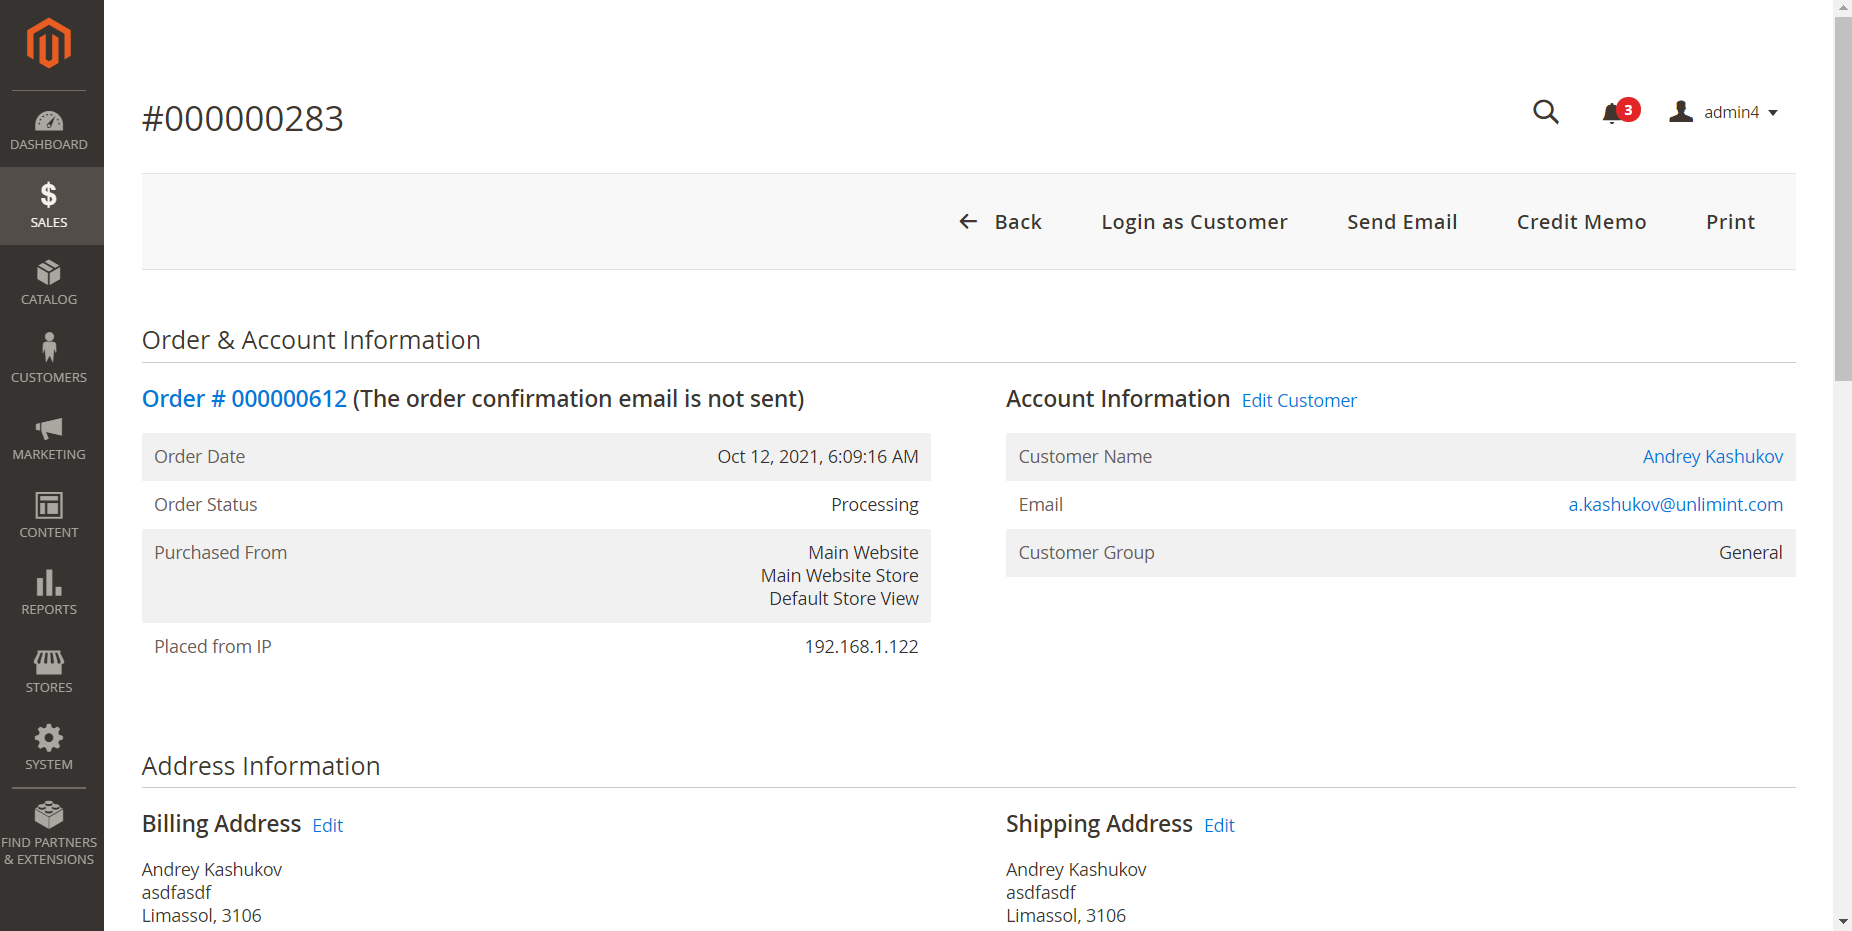 #000000283
3
admin4
DASHBOARD
SALES
CATALOG
CUSTOMERS
MARKETING
CONTENT
REPORTS
STORES
SYSTEM
FIND PARTNERS
& EXTENSIONS
Back
Login as Customer
Send Email
Credit Memo
Print
Order & Account Information
Order # 000000612 (The order confirmation email is not sent)
Order Date Oct 12, 2021, 6:09:16 AM
Order Status Processing
Purchased From Main Website
Main Website Store
Default Store View
Placed from IP 192.168.1.122
Account Information Edit Customer
Customer Name Andrey Kashukov
Email a.kashukov@unlimint.com
Customer Group General
Address Information
Billing Address Edit
Andrey Kashukov
asdfasdf
Limassol, 3106
Shipping Address Edit
Andrey Kashukov
asdfasdf
Limassol, 3106